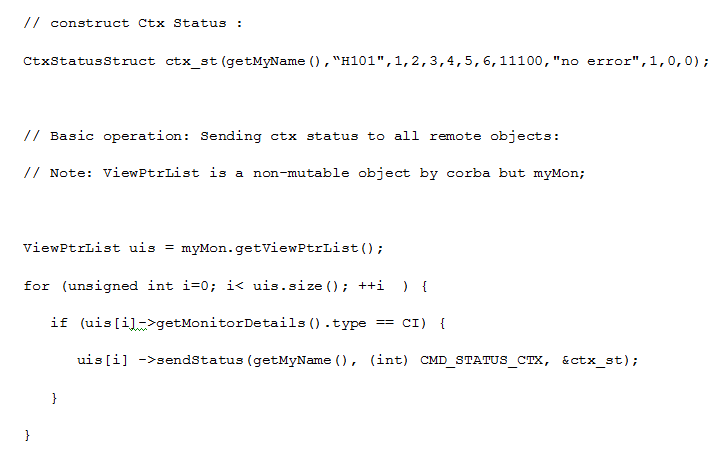 // construct Ctx Status :
CtxStatusStruct ctx_st(getMyName(),“H101",1,2,3,4,5,6,11100,"no error",1,0,0);
// Basic operation: Sending ctx status to all remote objects:
// Note: ViewPtrList is a non-mutable object by corba but myMon;
ViewPtrList uis = myMon.getViewPtrList();
for (unsigned int i=0; i< uis.size(); ++i  ) {
if (uis[i]->getMonitorDetails().type == CI) {
uis[i] ->sendStatus(getMyName(), (int) CMD_STATUS_CTX, &ctx_st);
}
}